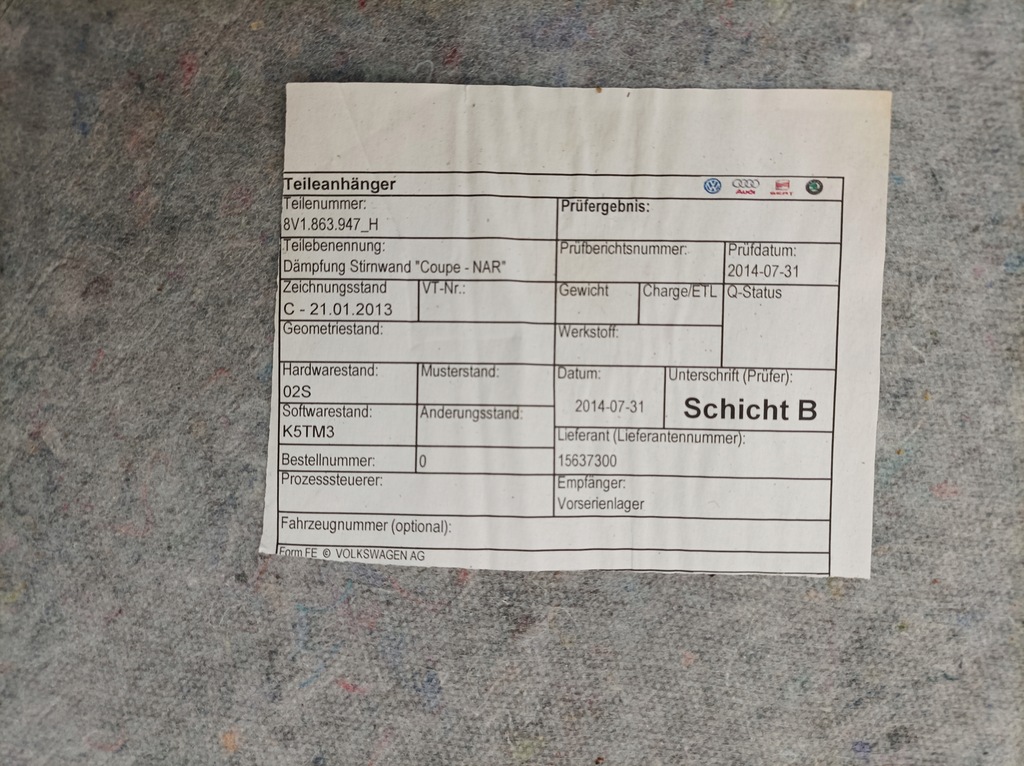 Teileanhänger
AUDI
SEAT
Teilenummer:
8V1.863.947_H
Prüfergebnis:
Teilebenennung:
Dämpfung Stirnwand "Coupe - NAR"
Prüfberichtsnummer:
Prüfdatum:
2014-07-31
Zeichnungsstand
C - 21.01.2013
VT-Nr.:
Gewicht
Charge/ETL
Q-Status
Geometriestand:
Werkstoff:
Hardwarestand:
02S
Musterstand:
Datum:
2014-07-31
Unterschrift (Prüfer):
Schicht B
Softwarestand:
K5TM3
Änderungsstand:
Lieferant (Lieferantennummer):
15637300
Bestellnummer:
0
Prozesssteuerer:
Empfänger:
Vorserienlager
Fahrzeugnummer (optional):
Form FE © VOLKSWAGEN AG